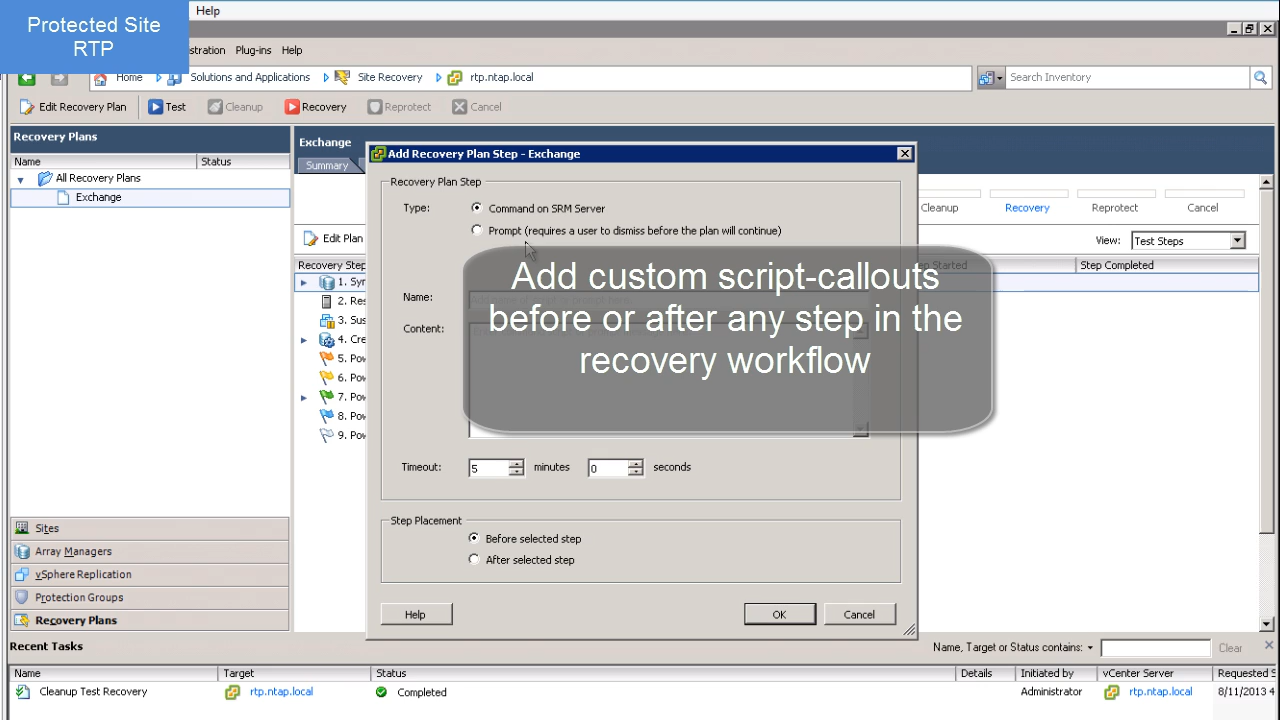 Protected Site
RTP
Help
stration Plug-ins Help
Home Solutions and Applications Site Recovery rtp.ntap.local
Search Inventory
Edit Recovery Plan Test Cleanup Recovery Reprotect Cancel
Recovery Plans
Name Status
All Recovery Plans
Exchange
Exchange
Summary
Cleanup Recovery Reprotect Cancel
Edit Plan
View: Test Steps
Recovery Step
Started Step Completed
1. Syn
2. Res
3. Sus
4. Cre
5. Pow
6. Pow
7. Pow
8. Pow
9. Pow
Add Recovery Plan Step - Exchange
Recovery Plan Step
Type:
Command on SRM Server
Prompt (requires a user to dismiss before the plan will continue)
Add custom script-callouts
before or after any step in the
recovery workflow
Name:
Content:
Timeout: 5 minutes 0 seconds
Step Placement
Before selected step
After selected step
Help OK Cancel
Sites
Array Managers
vSphere Replication
Protection Groups
Recovery Plans
Recent Tasks
Name, Target or Status contains: Clear
Name Target Status Details Initiated by vCenter Server Requested S
Cleanup Test Recovery rtp.ntap.local Completed Administrator rtp.ntap.local 8/11/2013 4